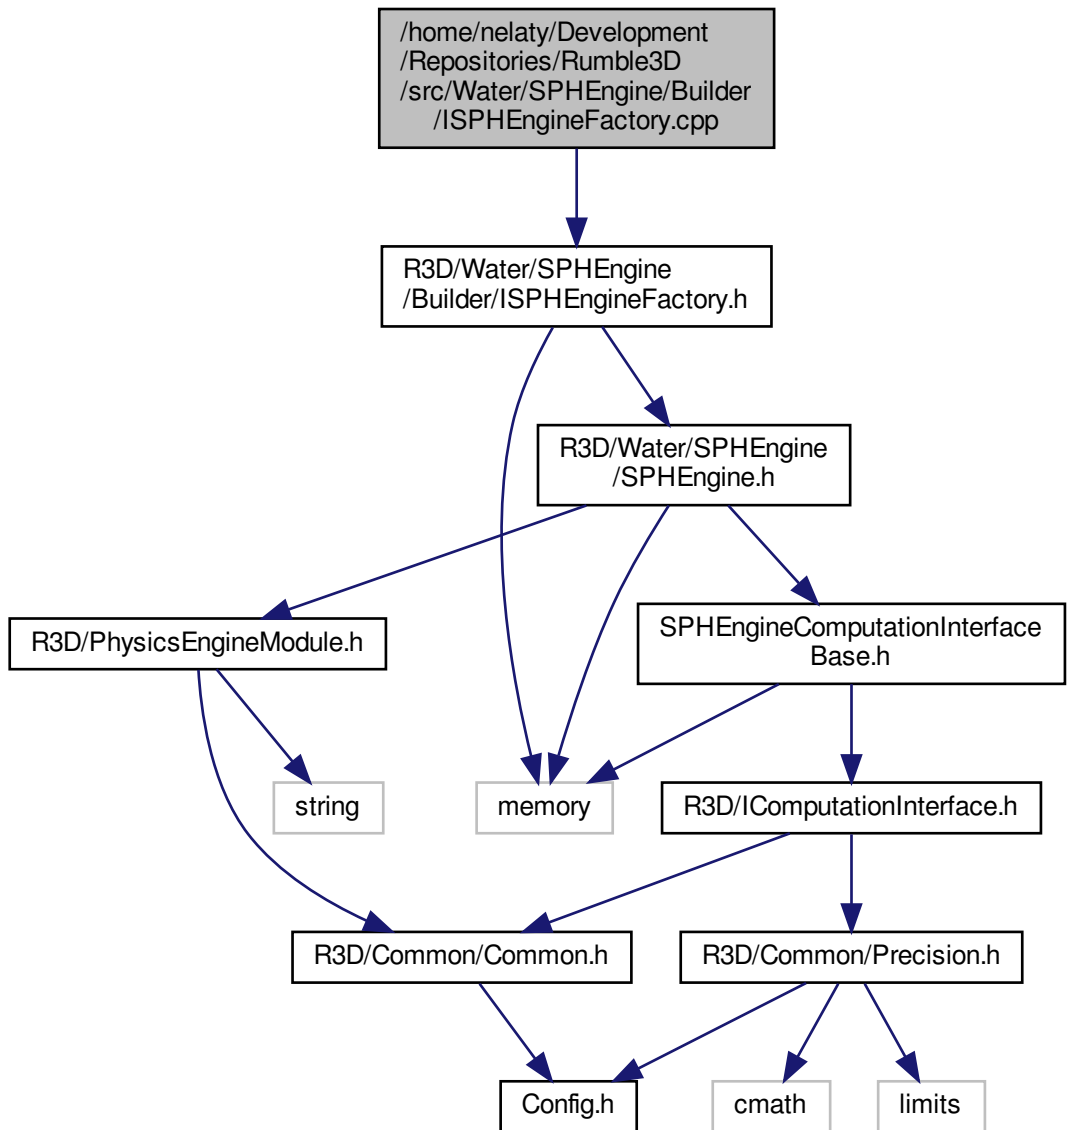 /home/nelaty/Development
/Repositories/Rumble3D
/src/Water/SPHEngine/Builder
/ISPHEngineFactory.cpp
R3D/Water/SPHEngine
/Builder/ISPHEngineFactory.h
R3D/Water/SPHEngine
/SPHEngine.h
R3D/PhysicsEngineModule.h
SPHEngineComputationInterface
Base.h
string
memory
R3D/IComputationInterface.h
R3D/Common/Common.h
R3D/Common/Precision.h
Config.h
cmath
limits